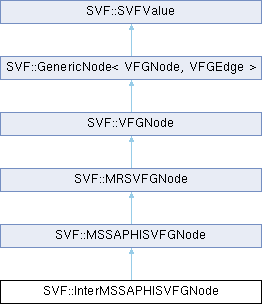 SVF::SVFValue
SVF::GenericNode< VFGNode, VFGEdge >
SVF::VFGNode
SVF::MRSVFGNode
SVF::MSSAPHISVFGNode
SVF::InterMSSAPHISVFGNode